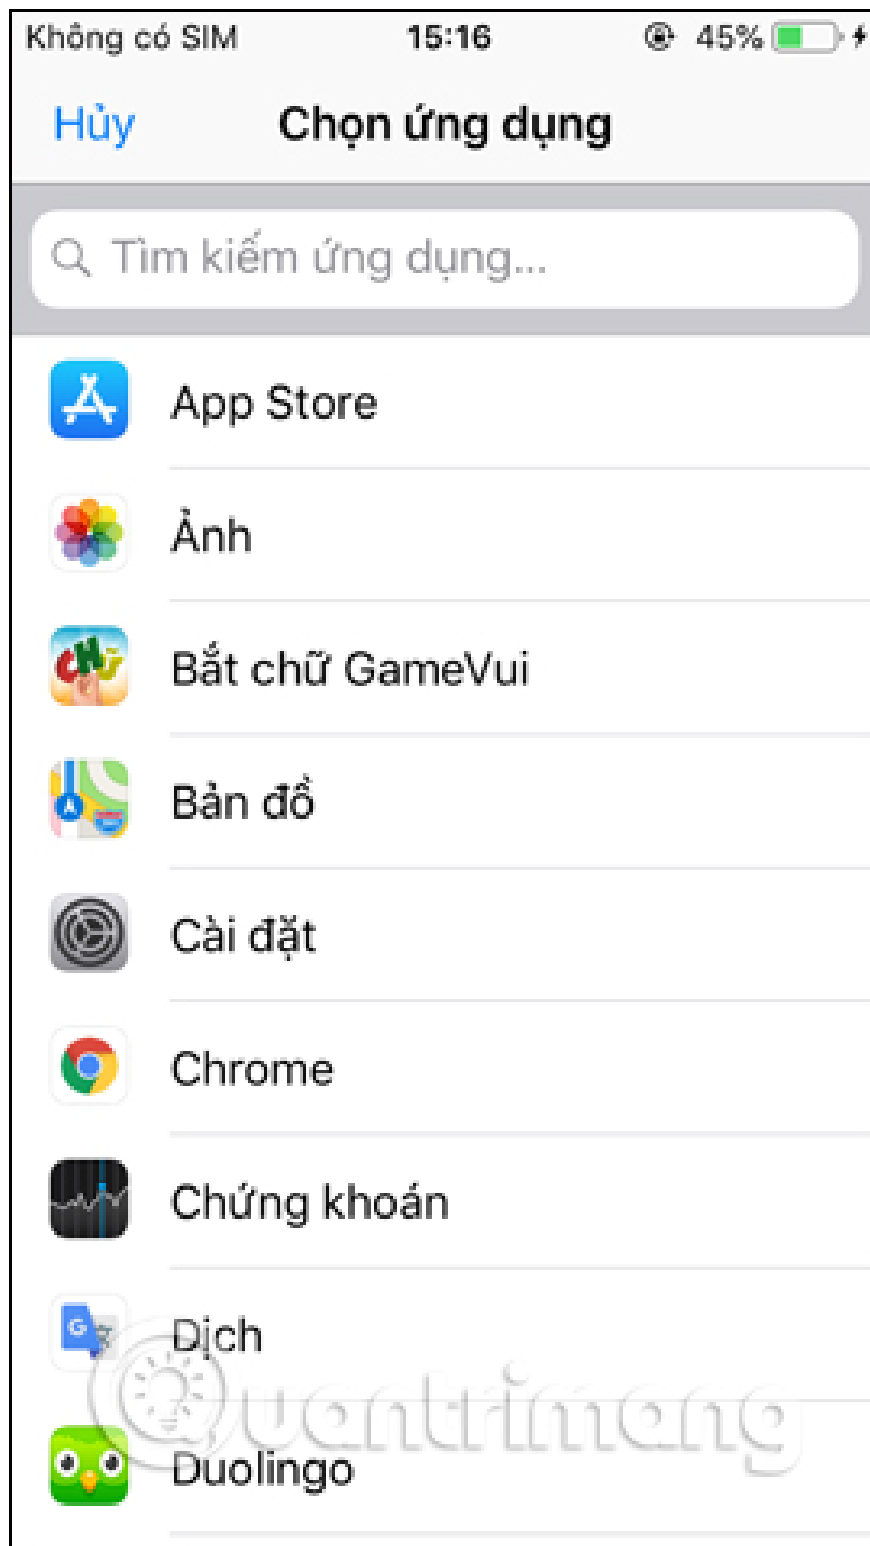 Không có SIM 15:16 45%
Hủy Chọn ứng dụng
Tìm kiếm ứng dụng...
App Store
Ảnh
CHỮ
Bắt chữ GameVui
Bản đồ
Cài đặt
Chrome
Chứng khoán
G
Dịch
Quantrimang
Duolingo